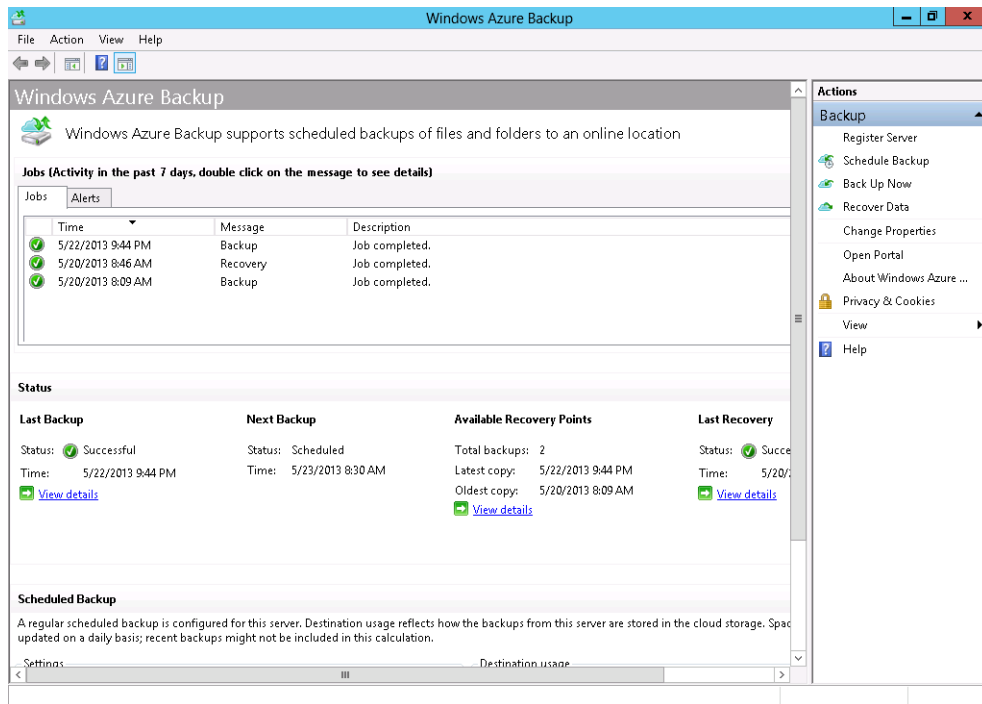 Windows Azure Backup
File Action View Help
Windows Azure Backup
Windows Azure Backup supports scheduled backups of files and folders to an online location
Jobs (Activity in the past 7 days, double click on the message to see details)
Jobs Alerts
Time Message Description
5/22/2013 9:44 PM Backup Job completed.
5/20/2013 8:46 AM Recovery Job completed.
5/20/2013 8:09 AM Backup Job completed.
Status
Last Backup
Status: Successful
Time: 5/22/2013 9:44 PM
View details
Next Backup
Status: Scheduled
Time: 5/23/2013 8:30 AM
Available Recovery Points
Total backups: 2
Latest copy: 5/22/2013 9:44 PM
Oldest copy: 5/20/2013 8:09 AM
View details
Last Recovery
Status: Succe
Time: 5/20/
View details
Scheduled Backup
A regular scheduled backup is configured for this server. Destination usage reflects how the backups from this server are stored in the cloud storage. Spac
updated on a daily basis; recent backups might not be included in this calculation.
Settings Destination usage
Actions
Backup
Register Server
Schedule Backup
Back Up Now
Recover Data
Change Properties
Open Portal
About Windows Azure ...
Privacy & Cookies
View
Help